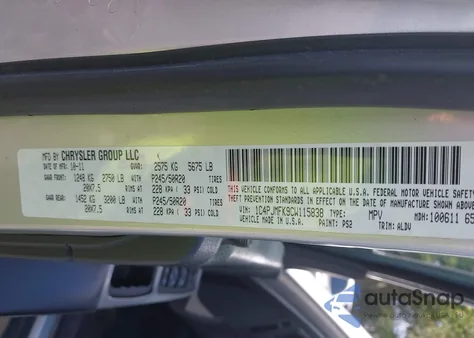 MFD BY CHRYSLER GROUP LLC
DATE OF MFR: 10-11 GVWR: 2575 KG 5675 LB
GAWR FRONT: 1248 KG 2750 LB WITH TIRES P245/50R20
20X7.5 RIMS AT 228 KPA / 33 PSI COLD
GAWR REAR: 1452 KG 3200 LB WITH TIRES P245/50R20
20X7.5 RIMS AT 228 KPA / 33 PSI COLD
THIS VEHICLE CONFORMS TO ALL APPLICABLE U.S.A. FEDERAL MOTOR VEHICLE SAFETY
THEFT PREVENTION STANDARDS IN EFFECT ON THE DATE OF MANUFACTURE SHOWN ABOVE
VIN: 1C4PJMFK9CW115838 TYPE: MPV MDH: 100611 65
VEHICLE MADE IN U.S.A. PAINT: PS2 TRIM: ALDV
autoSnap